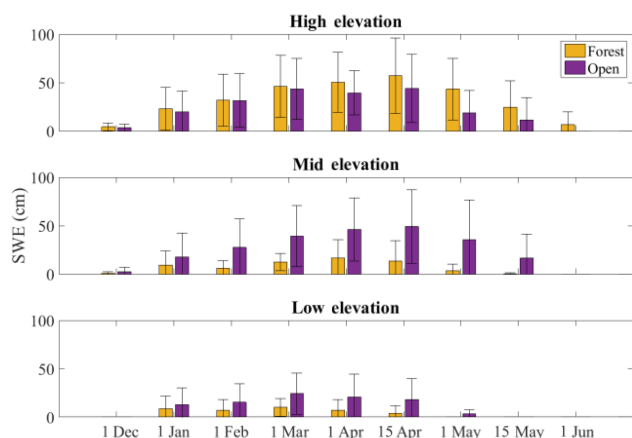 High elevation
100
50
0
Forest
Open
Mid elevation
100
50
0
SWE (cm)
Low elevation
100
50
0
1 Dec 1 Jan 1 Feb 1 Mar 1 Apr 15 Apr 1 May 15 May 1 Jun